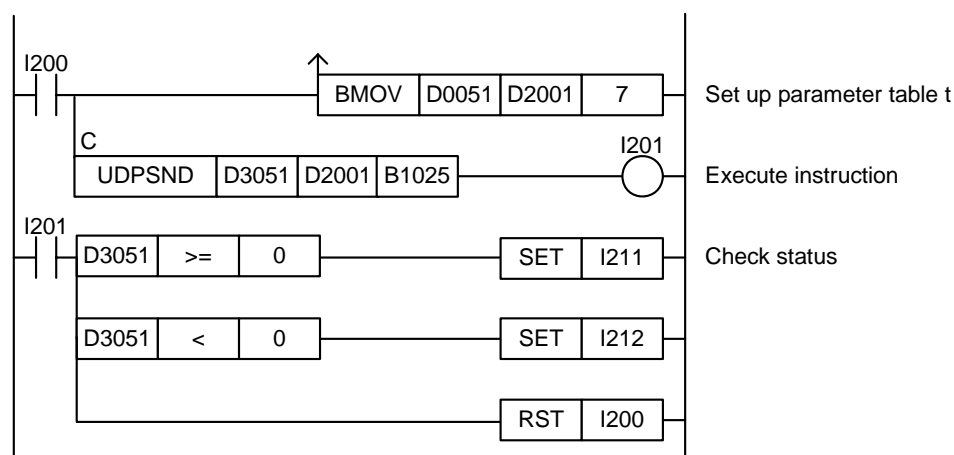 I200
BMOV D0051 D2001 7 Set up parameter table t
C I201
UDPSND D3051 D2001 B1025 Execute instruction
I201
D3051 >= 0 SET I211 Check status
D3051 < 0 SET I212
RST I200